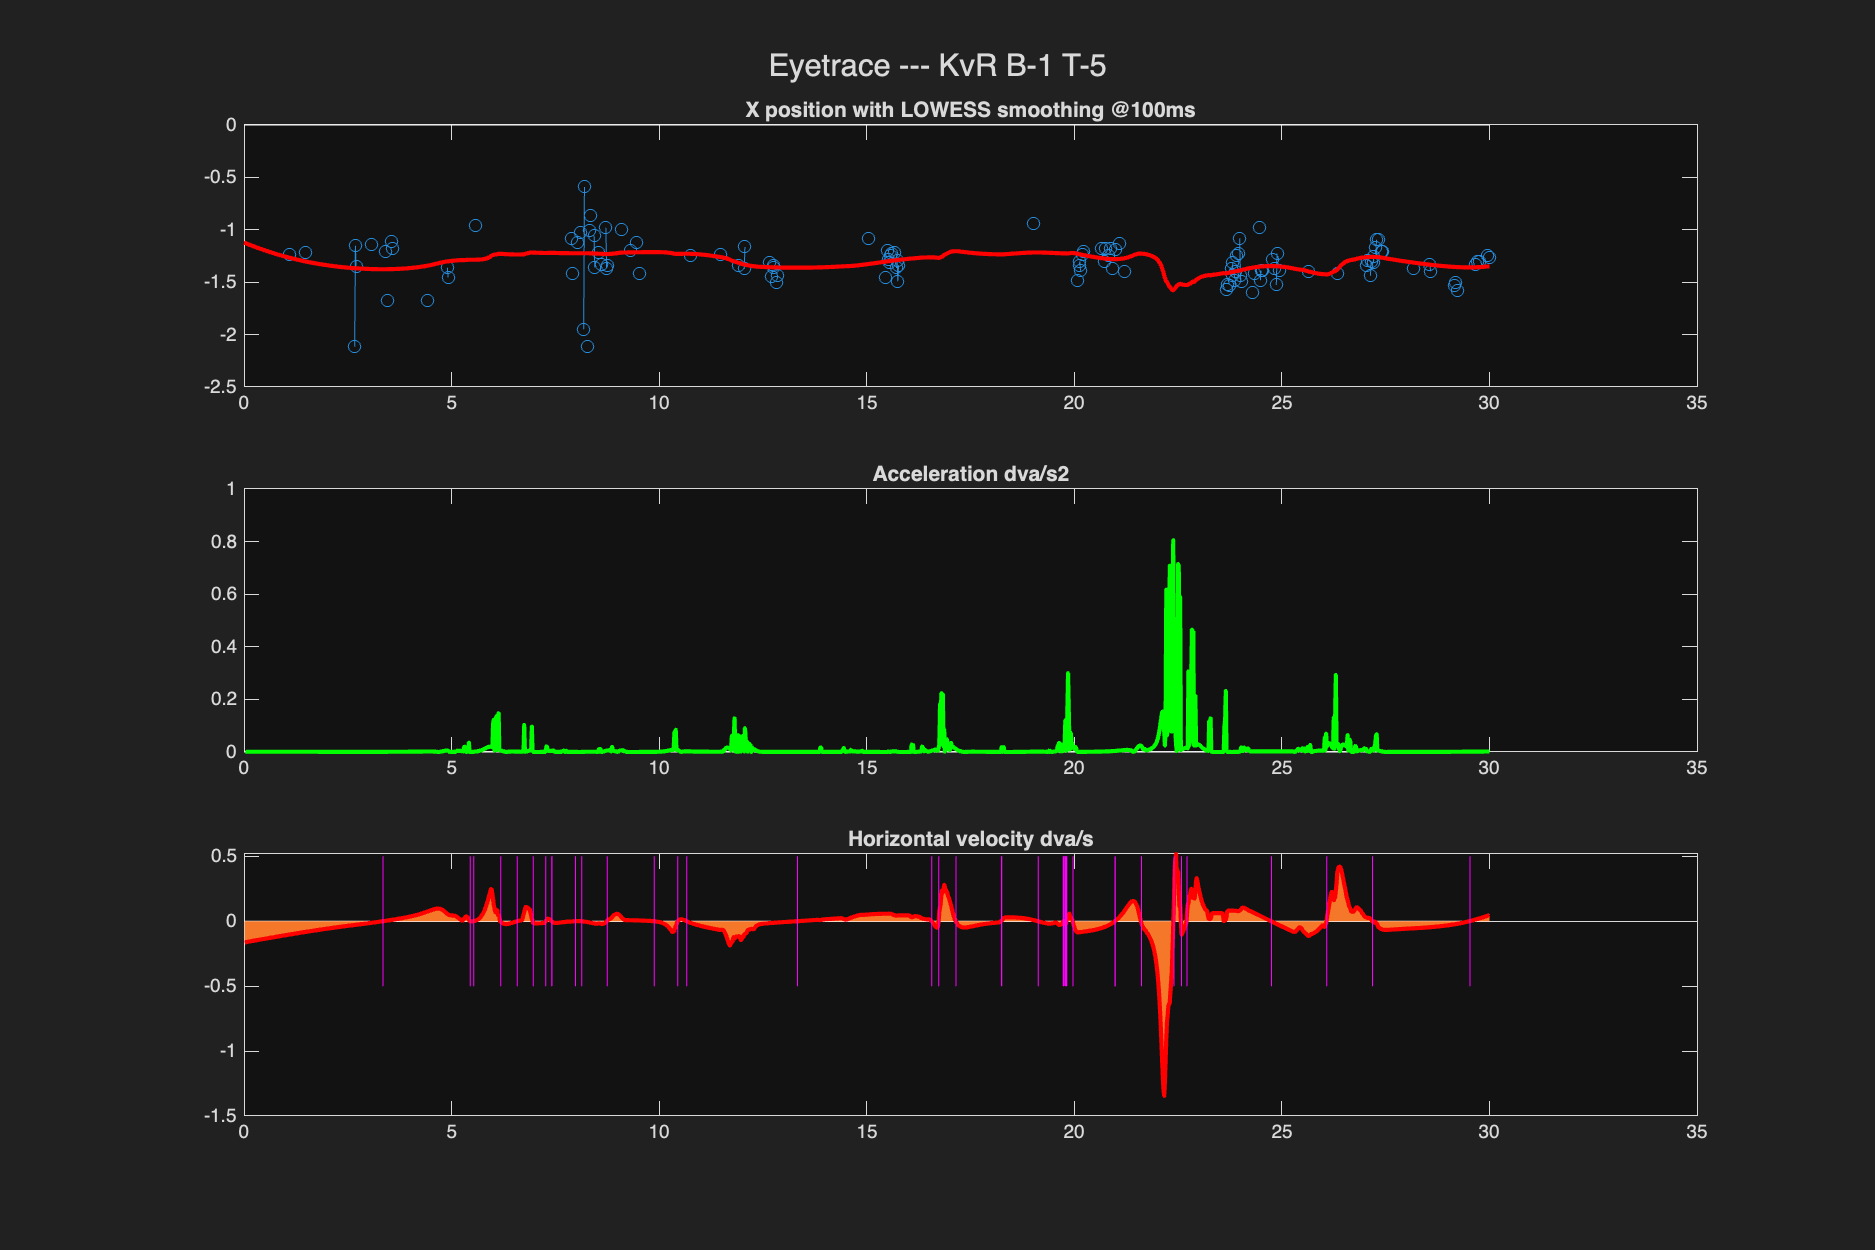 Eyetrace --- KvR B-1 T-5
X position with LOWESS smoothing @100ms
0
-0.5
-1
-1.5
-2
-2.5
0 5 10 15 20 25 30 35
Acceleration dva/s2
1
0.8
0.6
0.4
0.2
0
0 5 10 15 20 25 30 35
Horizontal velocity dva/s
0.5
0
-0.5
-1
-1.5
0 5 10 15 20 25 30 35